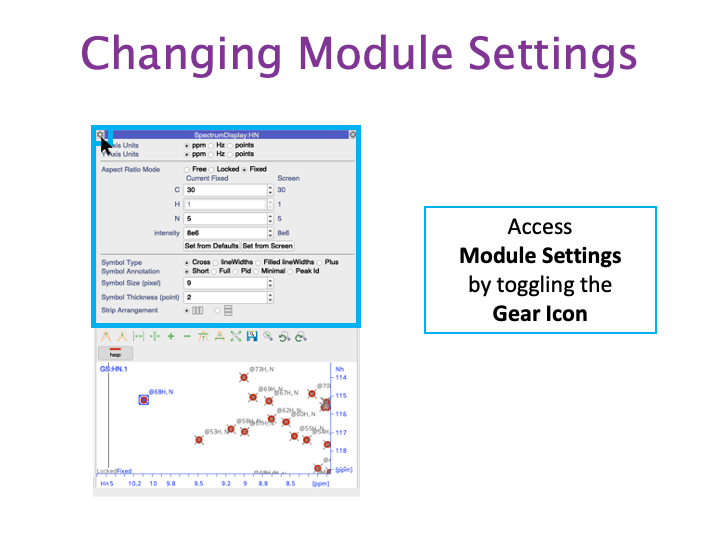 Changing Module Settings
SpectrumDisplay:HN
Axis Units ppm Hz points
Axis Units ppm Hz points
Aspect Ratio Mode Free Locked Fixed
Current Fixed Screen
C 30 30
H 1 1
N 5 5
intensity 8e6 8e6
Set from Defaults Set from Screen
Symbol Type Cross lineWidths Filled lineWidths Plus
Symbol Annotation Short Full Pid Minimal Peak Id
Symbol Size (pixel) 9
Symbol Thickness (point) 2
Strip Arrangement
Access
Module Settings
by toggling the
Gear Icon
hsqc
GS:HN.1 Nh
@73H, N 114
@68H, N @69H, N @67H, N @70 115
@62H, N @60H, N 116
@53H, N @58H, N @57H, N @55H, N @54H, 117
118
LockedFixed [ppm]
Hn 10.2 10 9.8 9.5 9.2 9 8.8 8.5 [ppm]